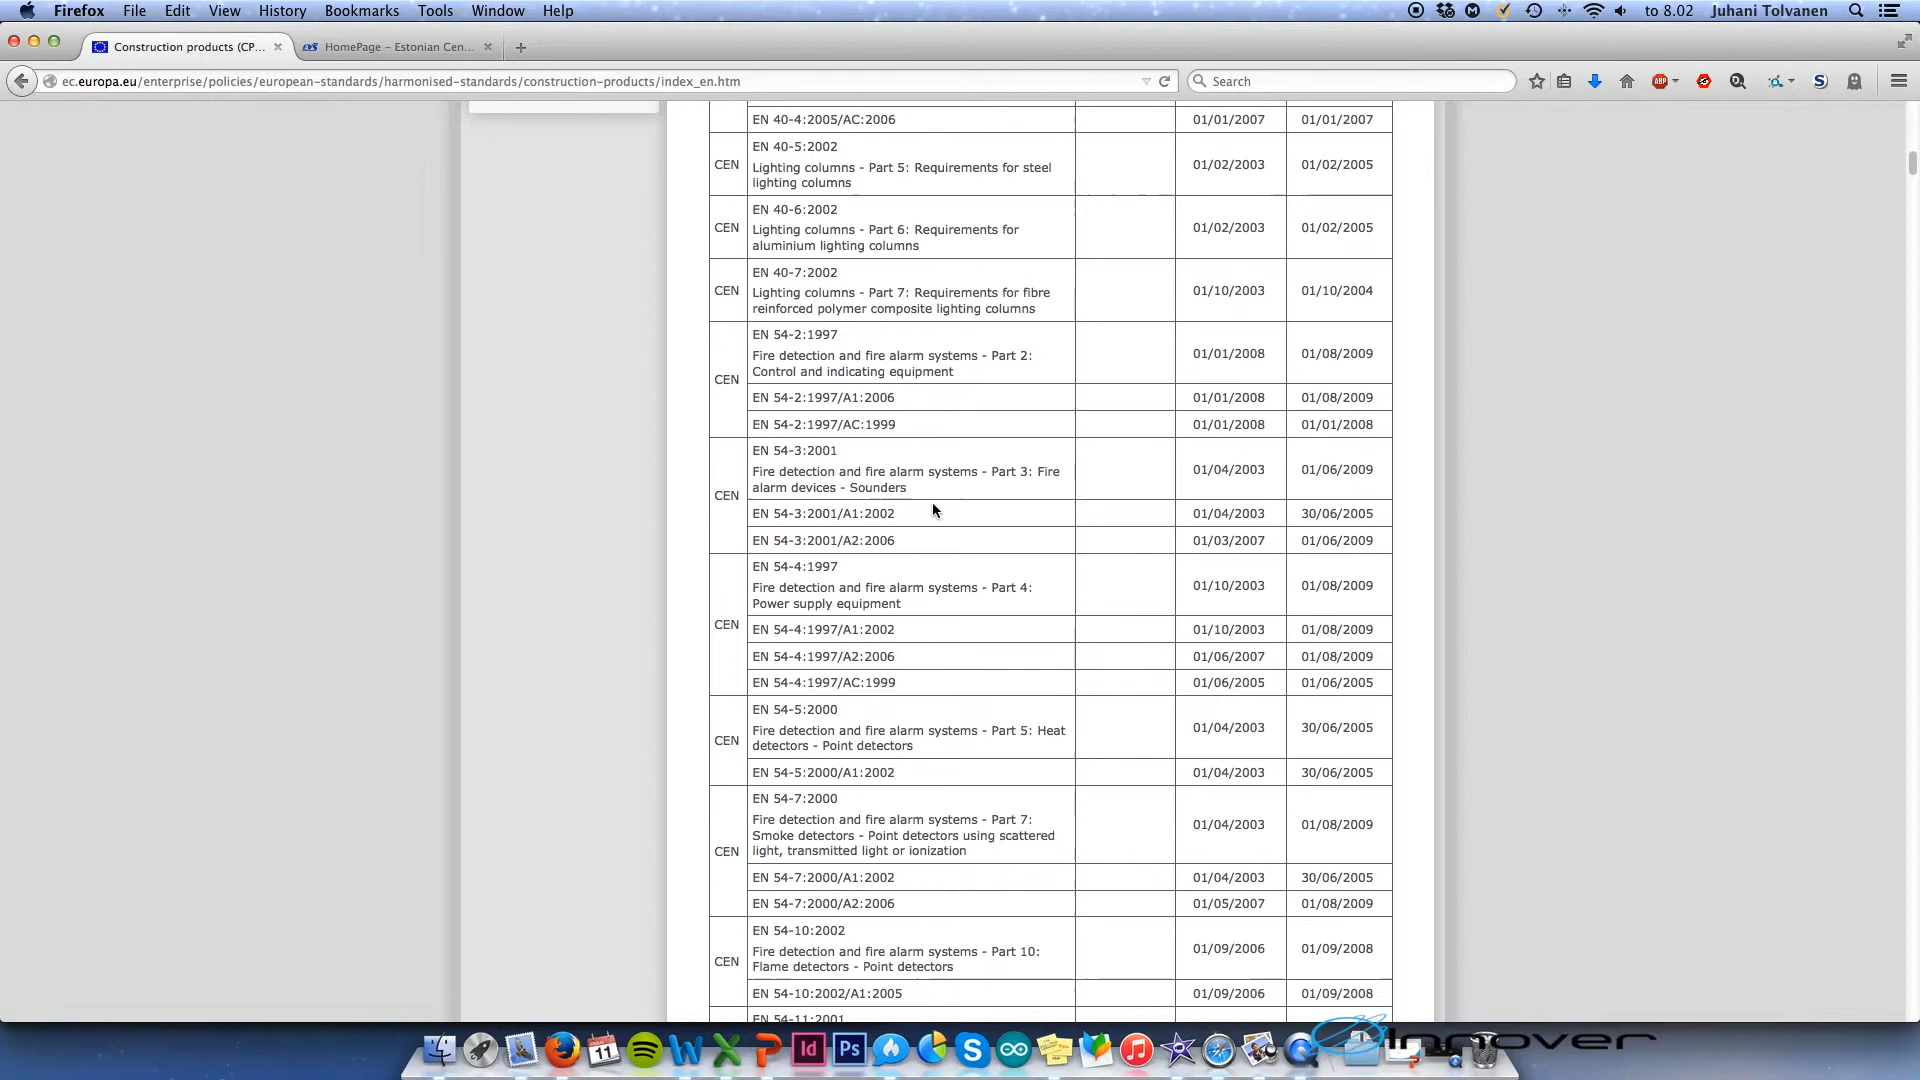 Firefox File Edit View History Bookmarks Tools Window Help to 8.02 Juhani Tolvanen
Construction products (CP... HomePage – Estonian Cen...
ec.europa.eu/enterprise/policies/european-standards/harmonised-standards/construction-products/index_en.htm Search
EN 40-4:2005/AC:2006 01/01/2007 01/01/2007
EN 40-5:2002
CEN Lighting columns - Part 5: Requirements for steel 01/02/2003 01/02/2005
lighting columns
EN 40-6:2002
CEN Lighting columns - Part 6: Requirements for 01/02/2003 01/02/2005
aluminium lighting columns
EN 40-7:2002
CEN Lighting columns - Part 7: Requirements for fibre 01/10/2003 01/10/2004
reinforced polymer composite lighting columns
EN 54-2:1997
Fire detection and fire alarm systems - Part 2: 01/01/2008 01/08/2009
Control and indicating equipment
CEN
EN 54-2:1997/A1:2006 01/01/2008 01/08/2009
EN 54-2:1997/AC:1999 01/01/2008 01/01/2008
EN 54-3:2001
Fire detection and fire alarm systems - Part 3: Fire 01/04/2003 01/06/2009
alarm devices - Sounders
CEN
EN 54-3:2001/A1:2002 01/04/2003 30/06/2005
EN 54-3:2001/A2:2006 01/03/2007 01/06/2009
EN 54-4:1997
Fire detection and fire alarm systems - Part 4: 01/10/2003 01/08/2009
Power supply equipment
CEN
EN 54-4:1997/A1:2002 01/10/2003 01/08/2009
EN 54-4:1997/A2:2006 01/06/2007 01/08/2009
EN 54-4:1997/AC:1999 01/06/2005 01/06/2005
EN 54-5:2000
Fire detection and fire alarm systems - Part 5: Heat 01/04/2003 30/06/2005
CEN detectors - Point detectors
EN 54-5:2000/A1:2002 01/04/2003 30/06/2005
EN 54-7:2000
Fire detection and fire alarm systems - Part 7: 01/04/2003 01/08/2009
Smoke detectors - Point detectors using scattered
CEN light, transmitted light or ionization
EN 54-7:2000/A1:2002 01/04/2003 30/06/2005
EN 54-7:2000/A2:2006 01/05/2007 01/08/2009
EN 54-10:2002
Fire detection and fire alarm systems - Part 10: 01/09/2006 01/09/2008
CEN Flame detectors - Point detectors
EN 54-10:2002/A1:2005 01/09/2006 01/09/2008
EN 54-11:2001
Innover